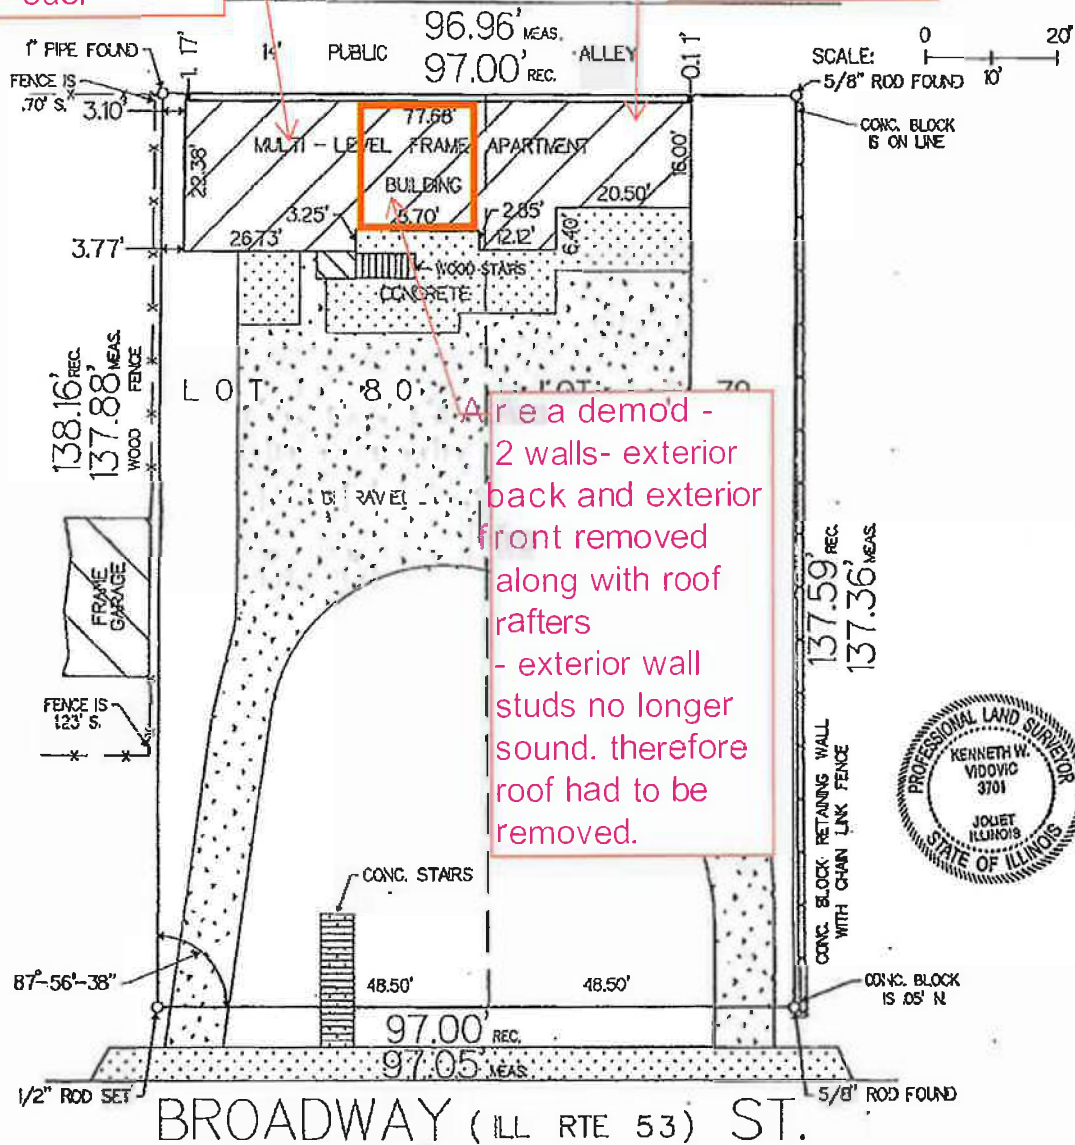 96.96' MEAS.
14' PUBLIC ALLEY
97.00' REC.
1" PIPE FOUND
1.17'
0.11'
SCALE:
0 20'
10'
5/8" ROD FOUND
FENCE IS
.70' S.
3.10'
77.68'
CONC. BLOCK
IS ON LINE
MULTI - LEVEL FRAME APARTMENT
BUILDING
22.38'
16.00'
20.50'
3.25'
5.70'
2.85'
26.73'
12.12'
6.40'
3.77'
WOOD STAIRS
CONCRETE
138.16' REC.
137.88' MEAS.
WOOD FENCE
LOT 80
LOT 79
GRAVEL
Area demod -
2 walls- exterior
back and exterior
front removed
along with roof
rafters
- exterior wall
studs no longer
sound. therefore
roof had to be
removed.
FRAME
GARAGE
FENCE IS
1.23' S.
137.59' REC.
137.36' MEAS.
CONC. BLOCK RETAINING WALL
WITH CHAIN LINK FENCE
PROFESSIONAL LAND SURVEYOR
KENNETH W.
VIDOVIC
3701
JOLIET
ILLINOIS
STATE OF ILLINOIS
CONC. STAIRS
87°-56'-38"
48.50' 48.50'
CONC. BLOCK
IS .05' N.
97.00' REC.
97.05' MEAS.
1/2" ROD SET
5/8" ROD FOUND
BROADWAY (ILL RTE 53) ST.